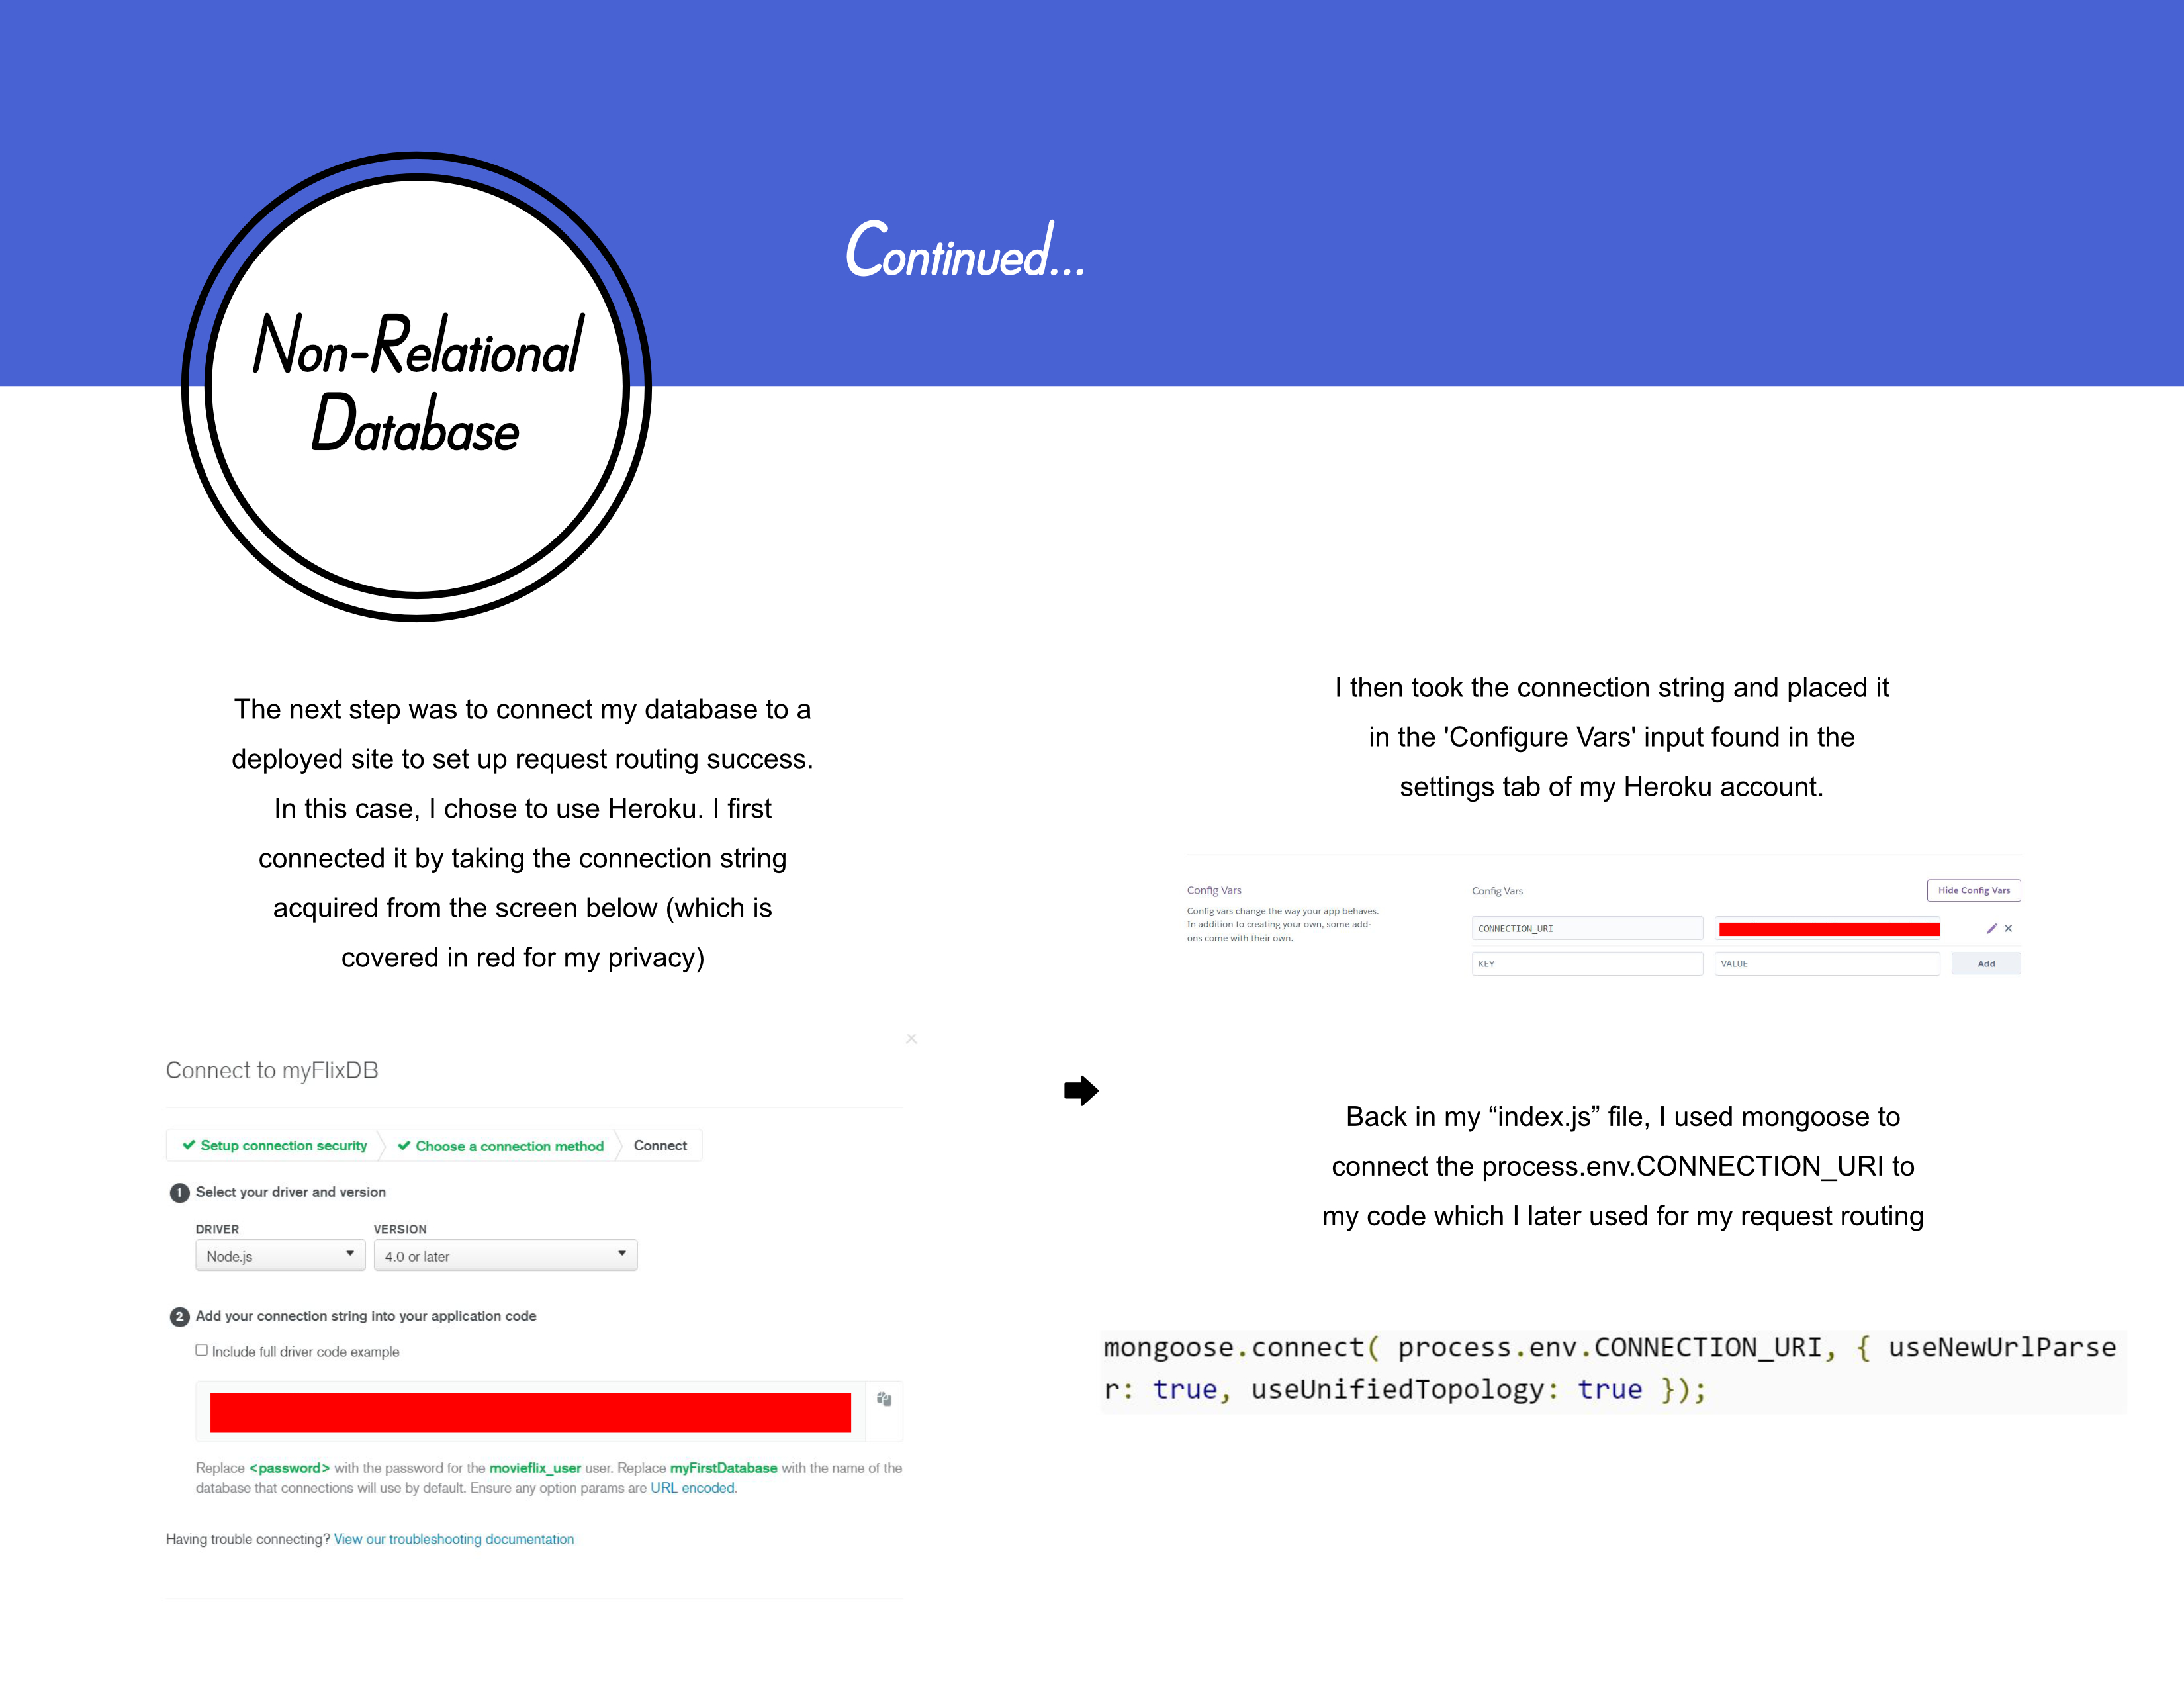 Continued...
Non-Relational
Database
The next step was to connect my database to a
deployed site to set up request routing success.
In this case, I chose to use Heroku. I first
connected it by taking the connection string
acquired from the screen below (which is
covered in red for my privacy)
Connect to myFlixDB
Setup connection security Choose a connection method Connect
1 Select your driver and version
DRIVER VERSION
Node.js 4.0 or later
2 Add your connection string into your application code
Include full driver code example
Replace <password> with the password for the movieflix_user user. Replace myFirstDatabase with the name of the
database that connections will use by default. Ensure any option params are URL encoded.
Having trouble connecting? View our troubleshooting documentation
I then took the connection string and placed it
in the 'Configure Vars' input found in the
settings tab of my Heroku account.
Config Vars
Config vars change the way your app behaves.
In addition to creating your own, some add-
ons come with their own.
Config Vars Hide Config Vars
CONNECTION_URI
KEY VALUE Add
Back in my “index.js” file, I used mongoose to
connect the process.env.CONNECTION_URI to
my code which I later used for my request routing
mongoose.connect( process.env.CONNECTION_URI, { useNewUrlParse
r: true, useUnifiedTopology: true });